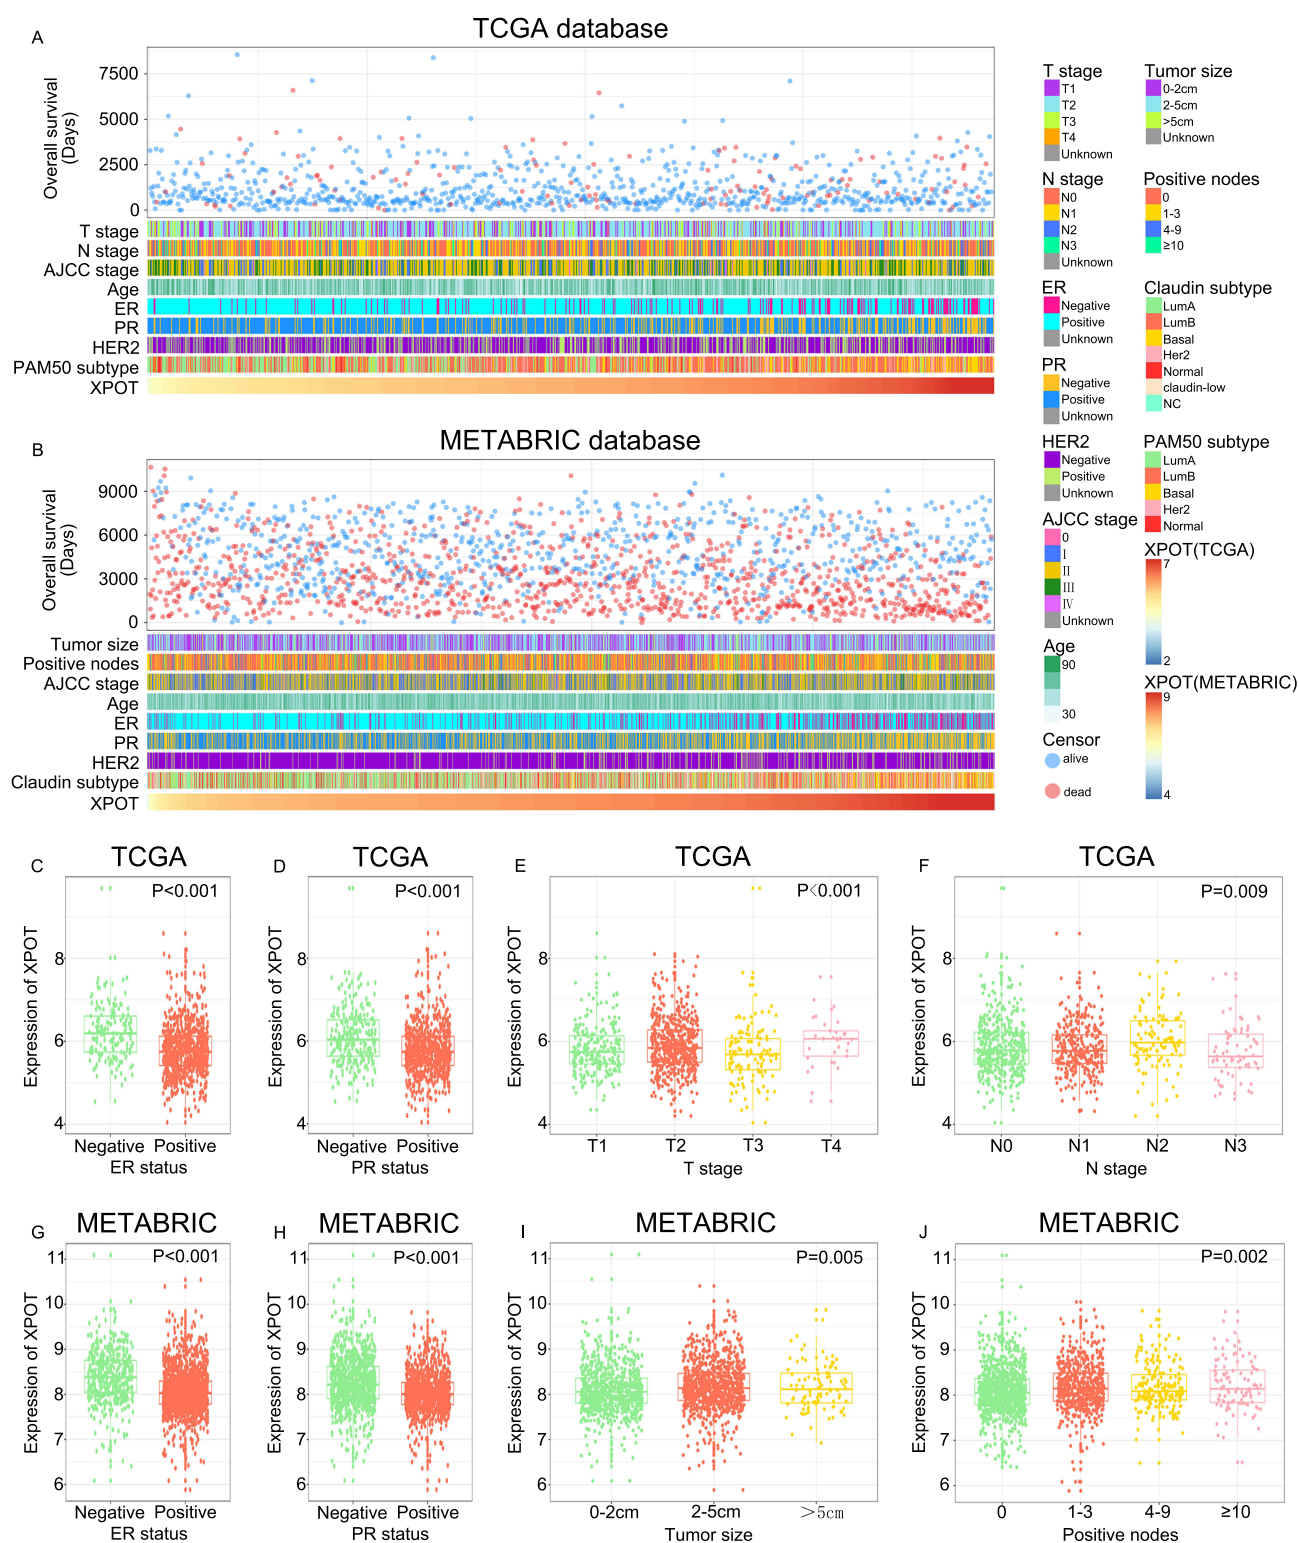 A
TCGA database
Overall survival
(Days)
7500
5000
2500
0
T stage
N stage
AJCC stage
Age
ER
PR
HER2
PAM50 subtype
XPOT
B
METABRIC database
Overall survival
(Days)
9000
6000
3000
0
Tumor size
Positive nodes
AJCC stage
Age
ER
PR
HER2
Claudin subtype
XPOT
T stage
T1
T2
T3
T4
Unknown
N stage
N0
N1
N2
N3
Unknown
ER
Negative
Positive
Unknown
PR
Negative
Positive
Unknown
HER2
Negative
Positive
Unknown
AJCC stage
0
Ⅰ
Ⅱ
Ⅲ
Ⅳ
Unknown
Age
90
30
Censor
alive
dead
Tumor size
0-2cm
2-5cm
>5cm
Unknown
Positive nodes
0
1-3
4-9
≥10
Claudin subtype
LumA
LumB
Basal
Her2
Normal
claudin-low
NC
PAM50 subtype
LumA
LumB
Basal
Her2
Normal
XPOT(TCGA)
7
2
XPOT(METABRIC)
9
4
C
TCGA
P<0.001
Expression of XPOT
8
6
4
Negative Positive
ER status
D
TCGA
P<0.001
Expression of XPOT
8
6
4
Negative Positive
PR status
E
TCGA
P<0.001
Expression of XPOT
8
6
4
T1 T2 T3 T4
T stage
F
TCGA
P=0.009
Expression of XPOT
8
6
4
N0 N1 N2 N3
N stage
G
METABRIC
P<0.001
Expression of XPOT
11
10
9
8
7
6
Negative Positive
ER status
H
METABRIC
P<0.001
Expression of XPOT
11
10
9
8
7
6
Negative Positive
PR status
I
METABRIC
P=0.005
Expression of XPOT
11
10
9
8
7
6
0-2cm 2-5cm >5cm
Tumor size
J
METABRIC
P=0.002
Expression of XPOT
11
10
9
8
7
6
0 1-3 4-9 ≥10
Positive nodes